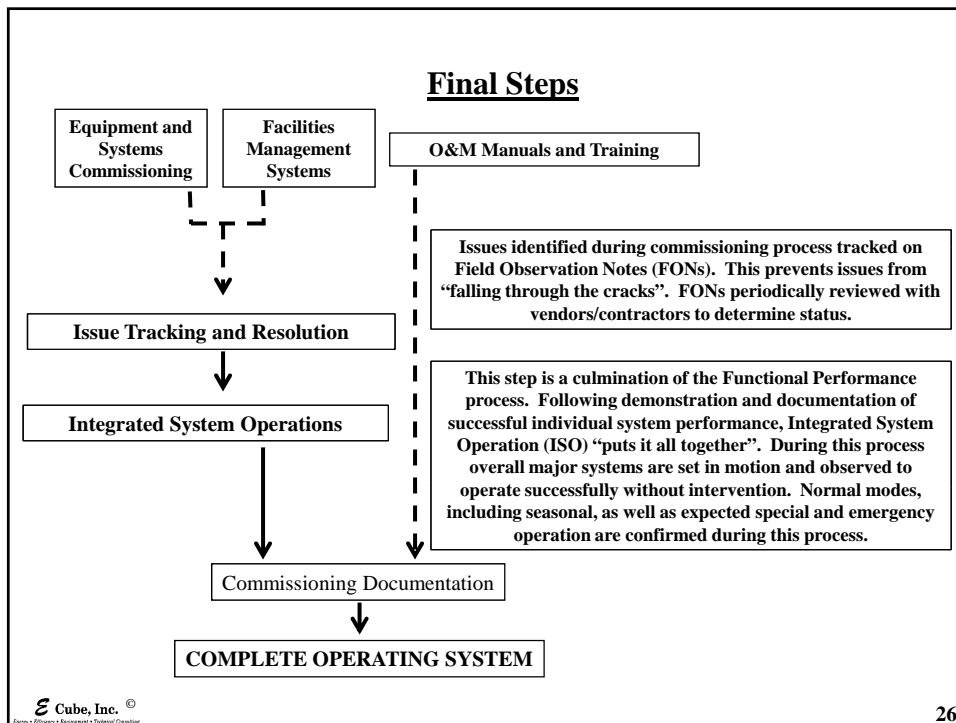 Final Steps
Equipment and
Systems
Commissioning
Facilities
Management
Systems
O&M Manuals and Training
Issues identified during commissioning process tracked on
Field Observation Notes (FONs).  This prevents issues from
“falling through the cracks”.  FONs periodically reviewed with
vendors/contractors to determine status.
Issue Tracking and Resolution
This step is a culmination of the Functional Performance
process.  Following demonstration and documentation of
successful individual system performance, Integrated System
Operation (ISO) “puts it all together”.  During this process
overall major systems are set in motion and observed to
operate successfully without intervention.  Normal modes,
including seasonal, as well as expected special and emergency
operation are confirmed during this process.
Integrated System Operations
Commissioning Documentation
COMPLETE OPERATING SYSTEM
E Cube, Inc. ©
Energy • Efficiency • Environment • Technical Consulting
26